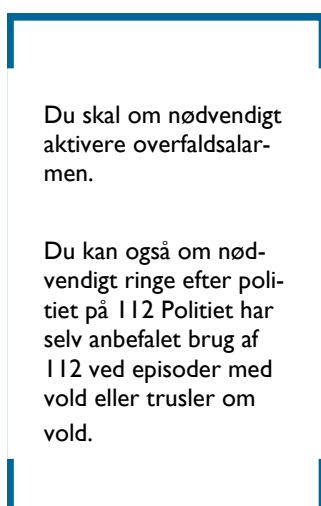 Du skal om nødvendigt
aktivere overfaldsalar-
men.
Du kan også om nød-
vendigt ringe efter poli-
tiet på 112 Politiet har
selv anbefalet brug af
112 ved episoder med
vold eller trusler om
vold.